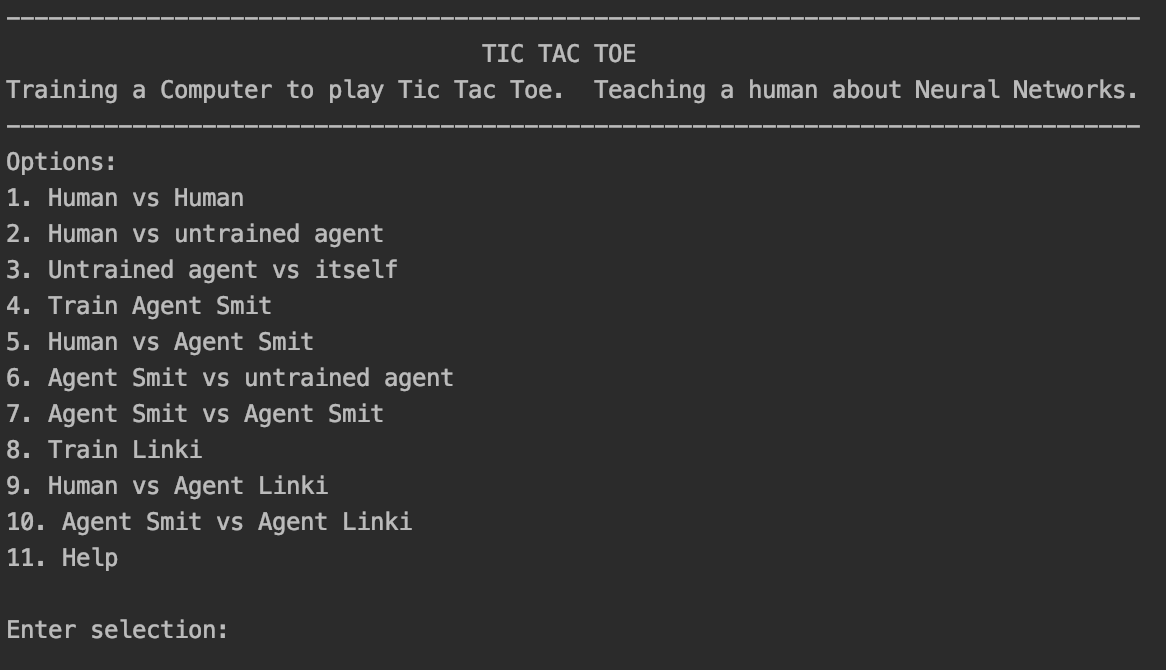 TIC TAC TOE
Training a Computer to play Tic Tac Toe.  Teaching a human about Neural Networks.
Options:
1. Human vs Human
2. Human vs untrained agent
3. Untrained agent vs itself
4. Train Agent Smit
5. Human vs Agent Smit
6. Agent Smit vs untrained agent
7. Agent Smit vs Agent Smit
8. Train Linki
9. Human vs Agent Linki
10. Agent Smit vs Agent Linki
11. Help
Enter selection: